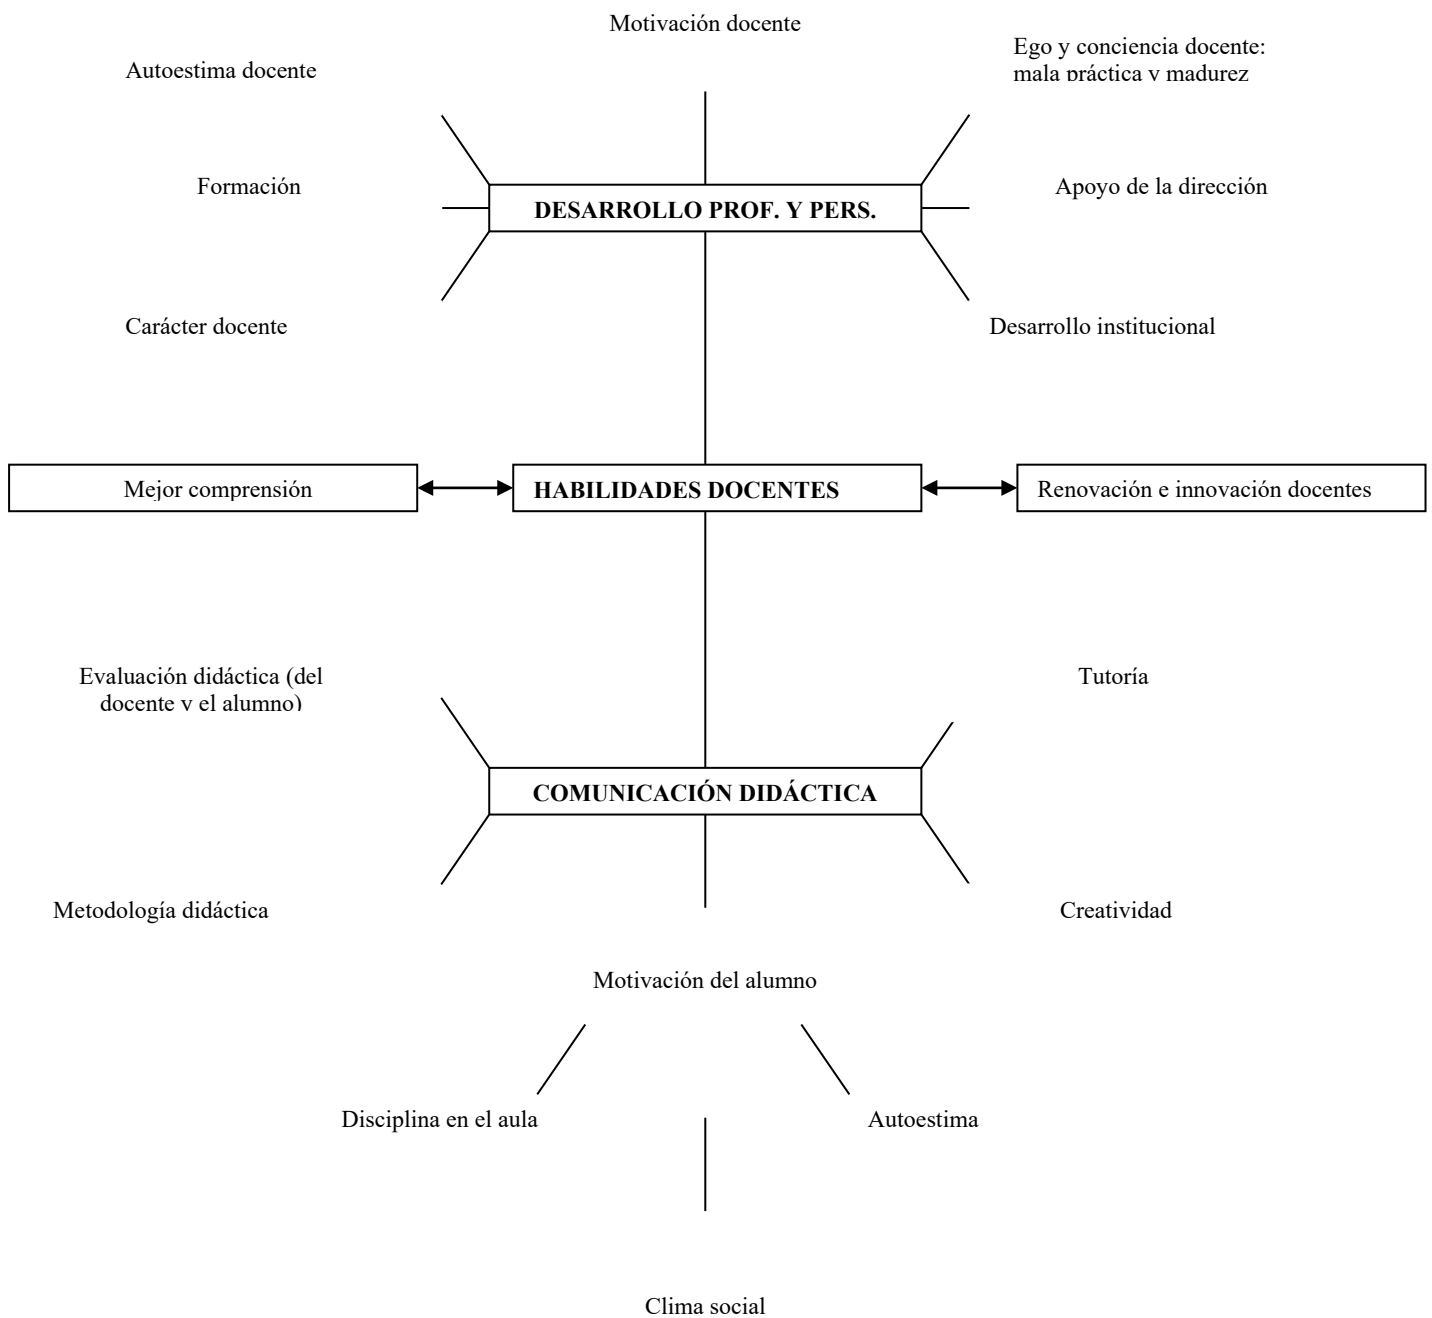 Motivación docente
Ego y conciencia docente:
mala práctica y madurez
Autoestima docente
Formación
Apoyo de la dirección
DESARROLLO PROF. Y PERS.
Carácter docente
Desarrollo institucional
Mejor comprensión
HABILIDADES DOCENTES
Renovación e innovación docentes
Evaluación didáctica (del
docente y el alumno)
Tutoría
COMUNICACIÓN DIDÁCTICA
Metodología didáctica
Creatividad
Motivación del alumno
Disciplina en el aula
Autoestima
Clima social